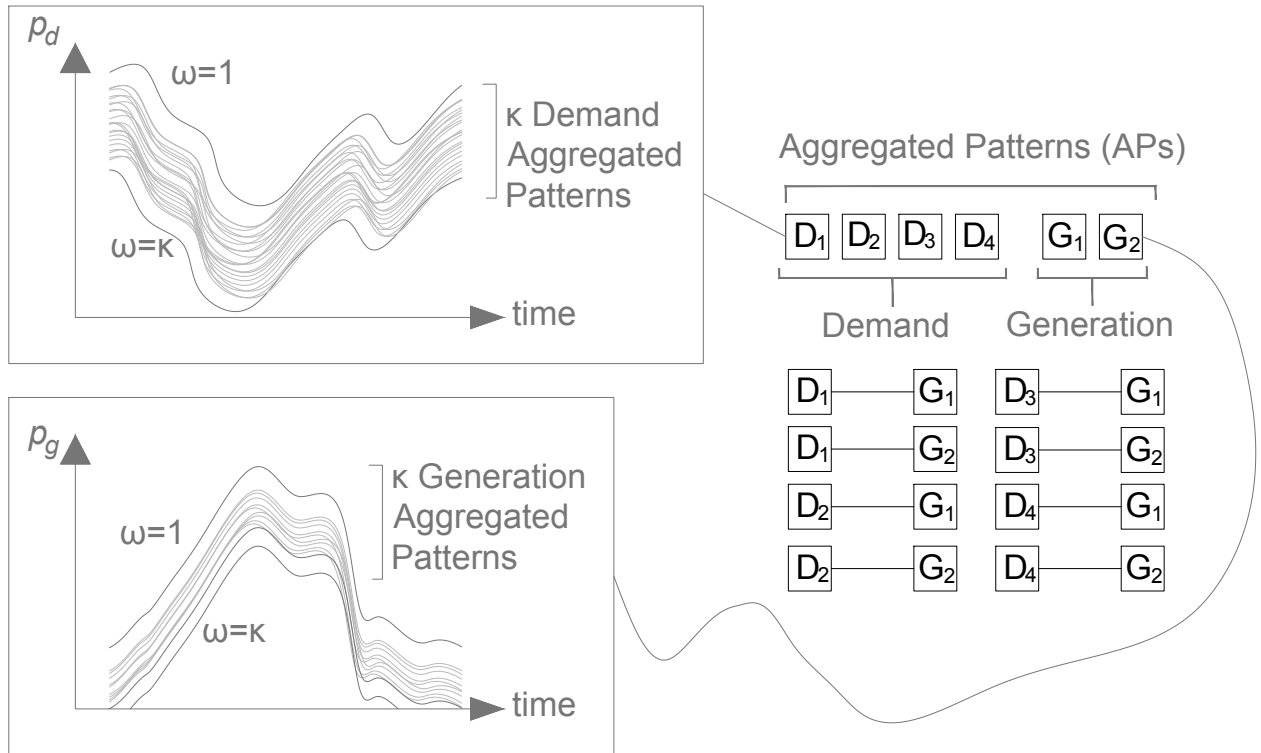 p_d
ω=1
κ Demand
Aggregated
Patterns
ω=κ
time
Aggregated Patterns (APs)
D₁ D₂ D₃ D₄ G₁ G₂
Demand Generation
D₁ G₁ D₃ G₁
D₁ G₂ D₃ G₂
D₂ G₁ D₄ G₁
D₂ G₂ D₄ G₂
p_g
ω=1
κ Generation
Aggregated
Patterns
ω=κ
time